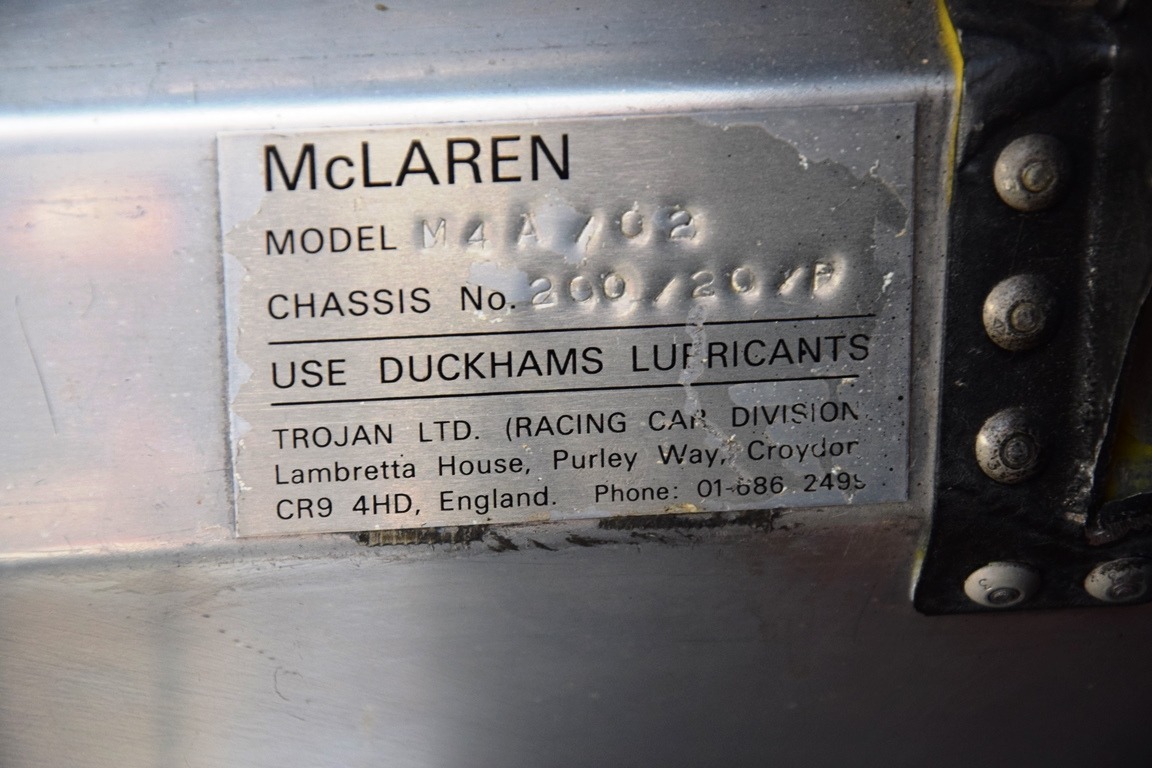 McLAREN
MODEL M4A/02
CHASSIS No. 200/20/P
USE DUCKHAMS LUBRICANTS
TROJAN LTD. (RACING CAR DIVISION
Lambretta House, Purley Way, Croydon
CR9 4HD, England. Phone: 01-686 2499